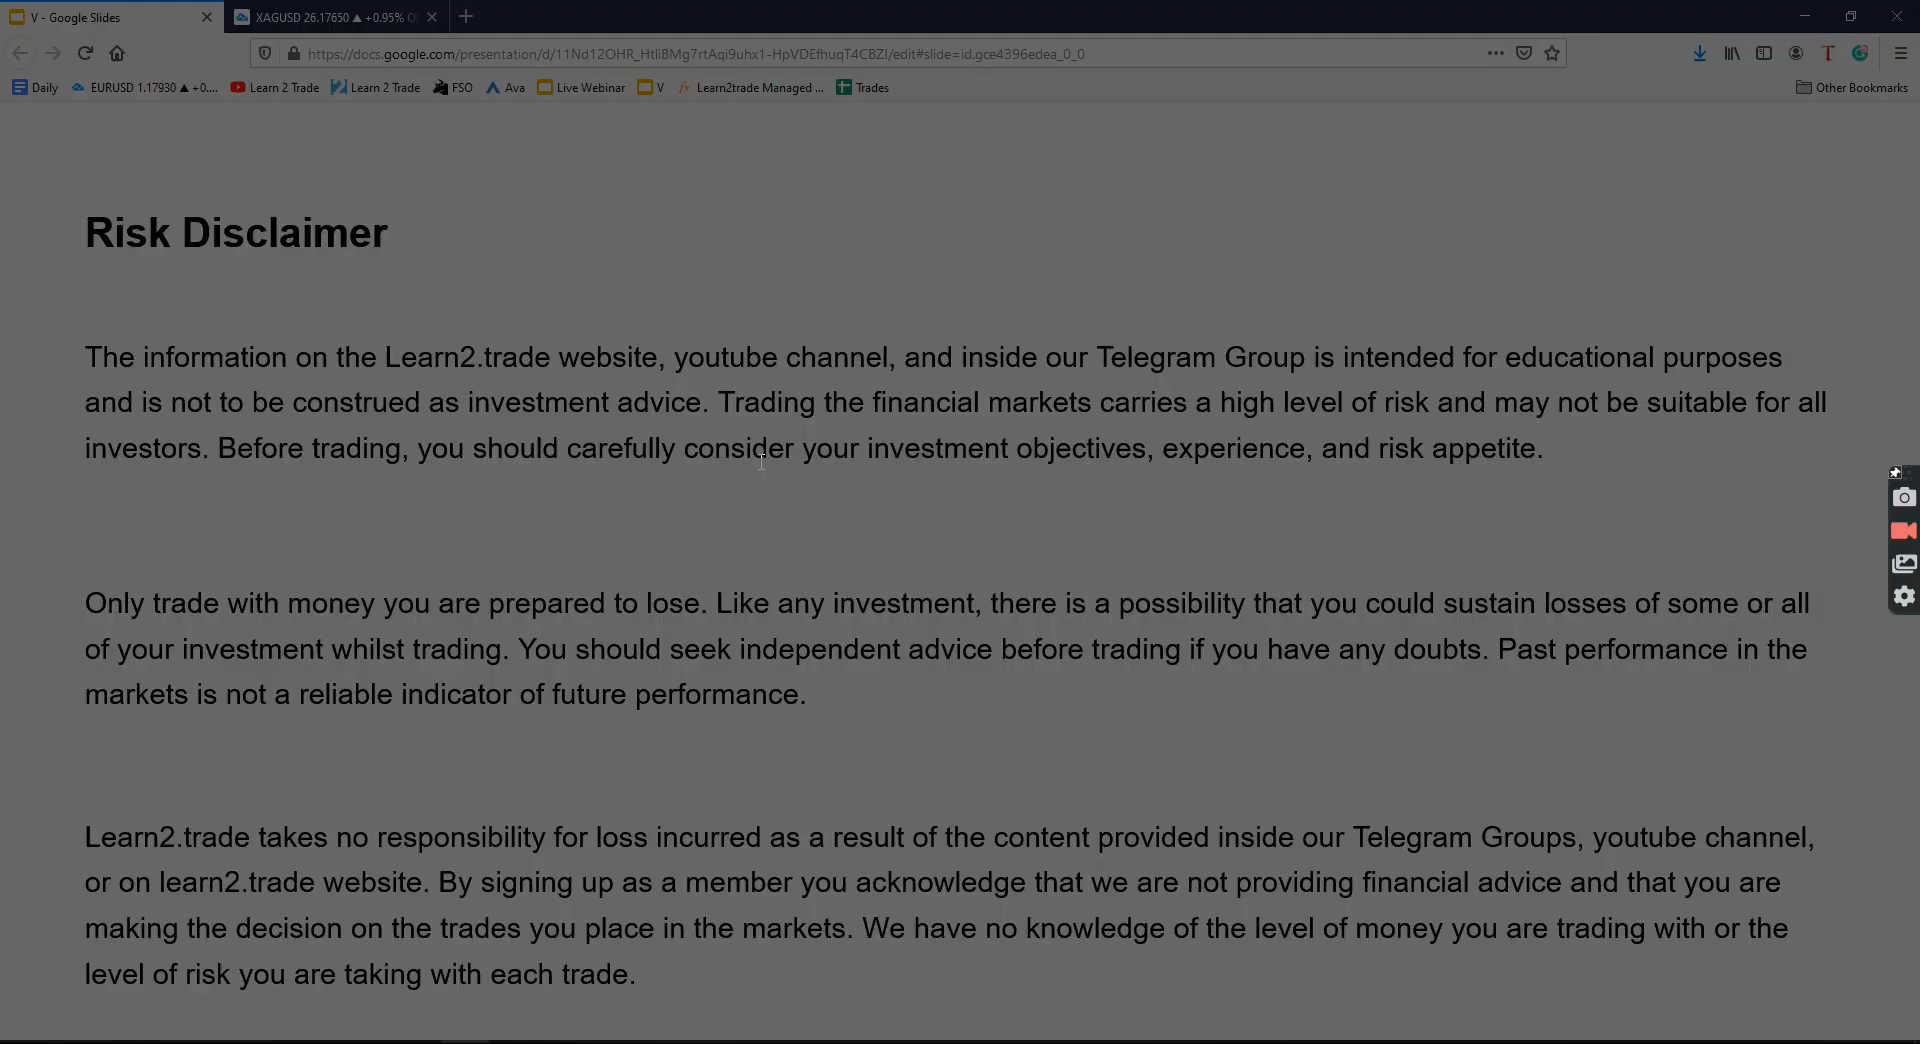 V - Google Slides
XAGUSD 26.17650 ▲ +0.95%
https://docs.google.com/presentation/d/11Nd12OHR_HtliBMg7rtAqi9uhx1-HpVDEfhuqT4CBZI/edit#slide=id.gce4396edea_0_0
Daily EURUSD 1.17930 ▲ +0.... Learn 2 Trade Learn 2 Trade FSO Ava Live Webinar V Learn2trade Managed ... Trades Other Bookmarks
Risk Disclaimer
The information on the Learn2.trade website, youtube channel, and inside our Telegram Group is intended for educational purposes
and is not to be construed as investment advice. Trading the financial markets carries a high level of risk and may not be suitable for all
investors. Before trading, you should carefully consider your investment objectives, experience, and risk appetite.
Only trade with money you are prepared to lose. Like any investment, there is a possibility that you could sustain losses of some or all
of your investment whilst trading. You should seek independent advice before trading if you have any doubts. Past performance in the
markets is not a reliable indicator of future performance.
Learn2.trade takes no responsibility for loss incurred as a result of the content provided inside our Telegram Groups, youtube channel,
or on learn2.trade website. By signing up as a member you acknowledge that we are not providing financial advice and that you are
making the decision on the trades you place in the markets. We have no knowledge of the level of money you are trading with or the
level of risk you are taking with each trade.